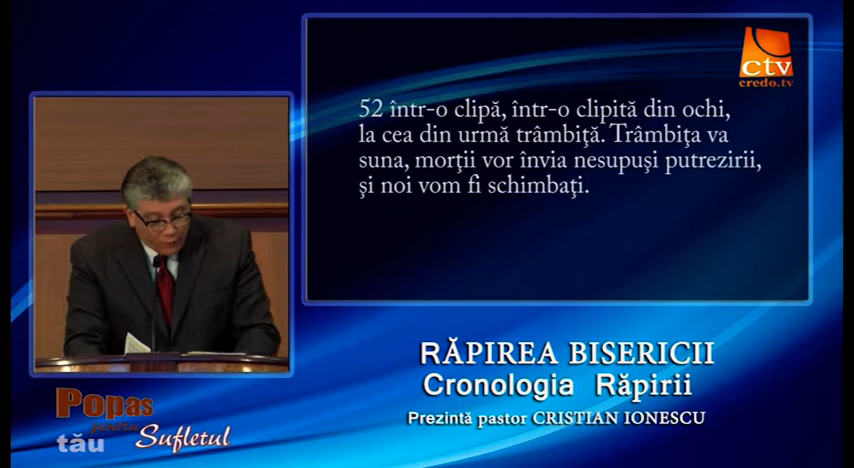 ctv
credo.tv
52 într-o clipă, într-o clipită din ochi,
la cea din urmă trâmbiţă. Trâmbiţa va
suna, morţii vor învia nesupuşi putrezirii,
şi noi vom fi schimbaţi.
RĂPIREA BISERICII
Cronologia Răpirii
Prezintă pastor CRISTIAN IONESCU
Popas
pentru
tău Sufletul